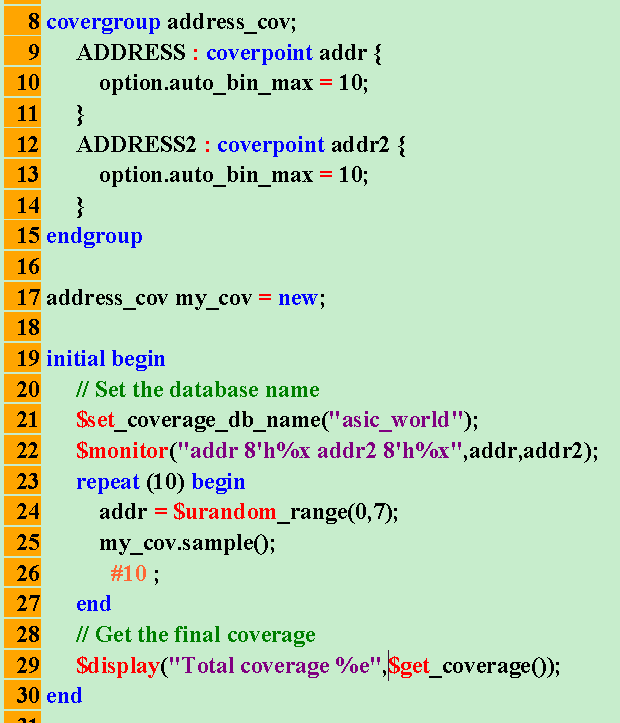 8 covergroup address_cov;
9 ADDRESS : coverpoint addr {
10 option.auto_bin_max = 10;
11 }
12 ADDRESS2 : coverpoint addr2 {
13 option.auto_bin_max = 10;
14 }
15 endgroup
16
17 address_cov my_cov = new;
18
19 initial begin
20 // Set the database name
21 $set_coverage_db_name("asic_world");
22 $monitor("addr 8'h%x addr2 8'h%x",addr,addr2);
23 repeat (10) begin
24 addr = $urandom_range(0,7);
25 my_cov.sample();
26 #10 ;
27 end
28 // Get the final coverage
29 $display("Total coverage %e",$get_coverage());
30 end